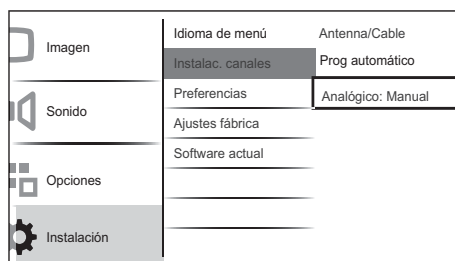 Imagen
Sonido
Opciones
Instalación
Idioma de menú
Instalac. canales
Preferencias
Ajustes fábrica
Software actual
Antenna/Cable
Prog automático
Analógico: Manual